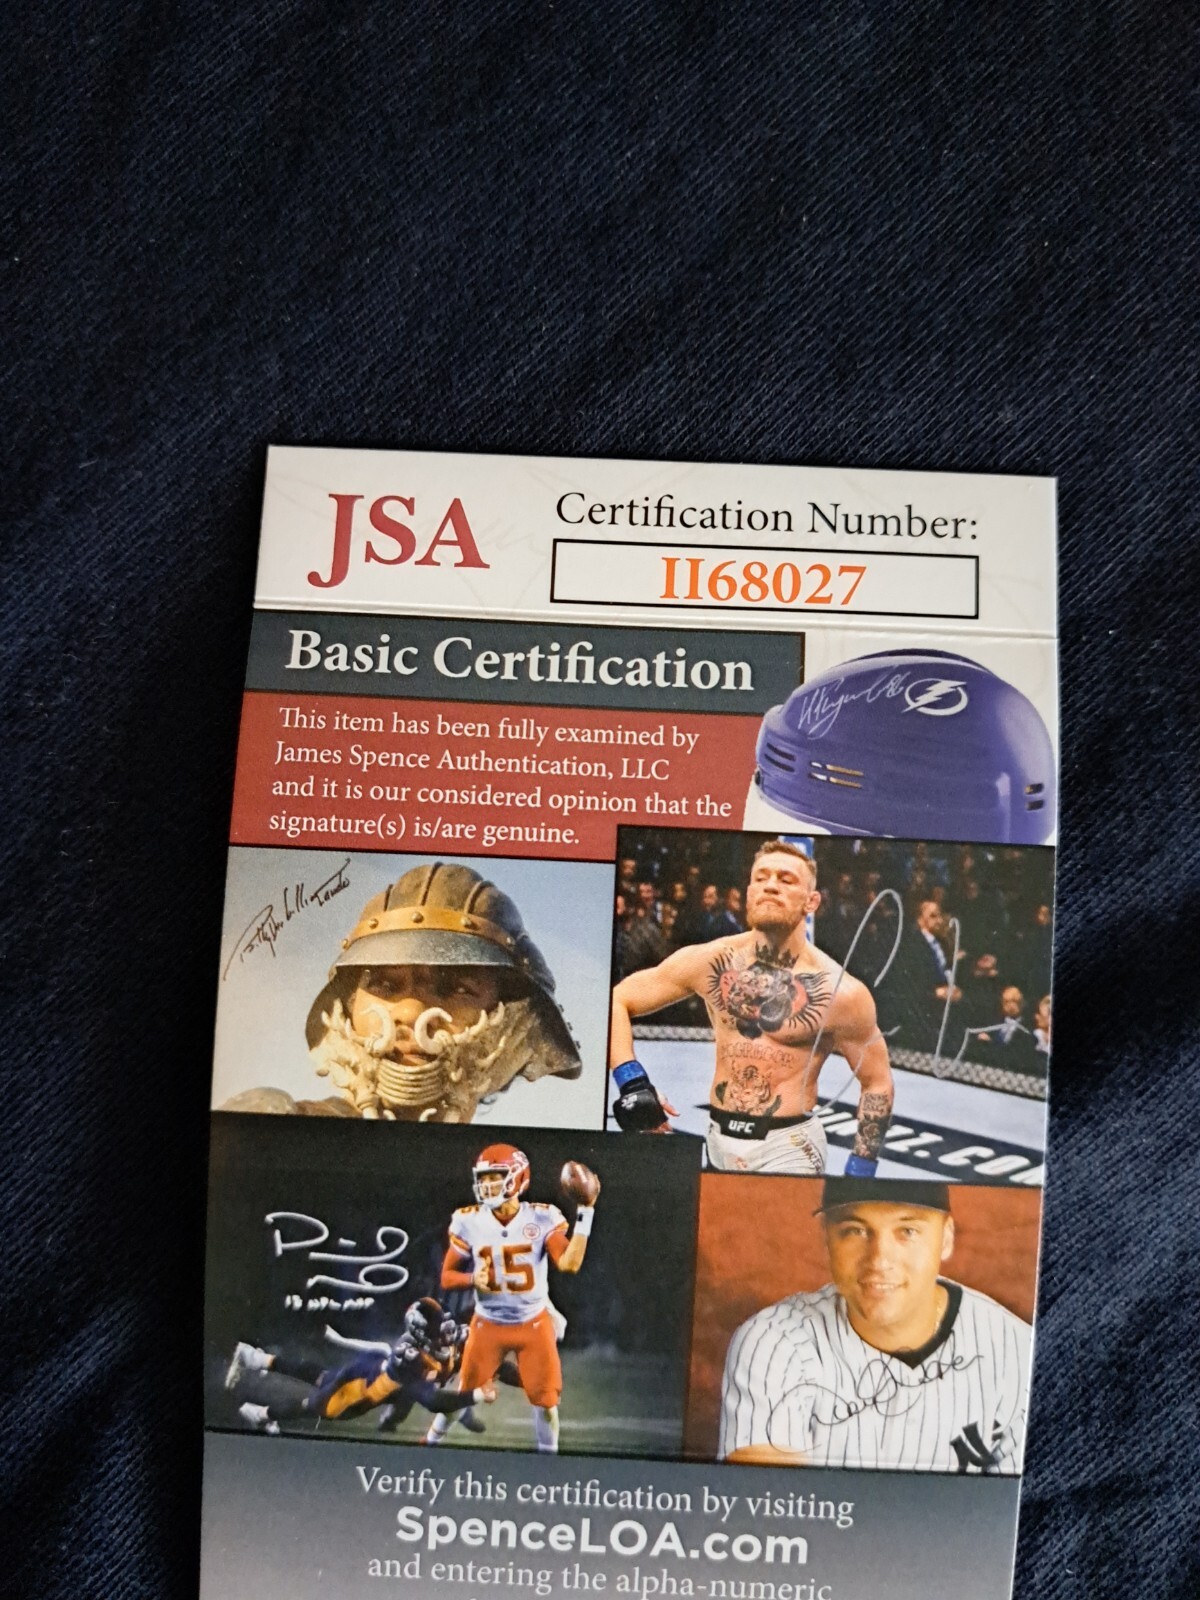 JSA
Certification Number:
II68027
Basic Certification
This item has been fully examined by
James Spence Authentication, LLC
and it is our considered opinion that the
signature(s) is/are genuine.
UFC
15
Verify this certification by visiting
SpenceLOA.com
and entering the alpha-numeric